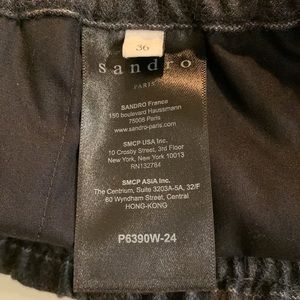 36
sandro
PARIS
SANDRO France
150 boulevard Haussmann
75008 Paris
www.sandro-paris.com
SMCP USA Inc.
10 Crosby Street, 3rd Floor
New York, New York 10013
RN132784
SMCP ASIA Inc.
The Centrium, Suite 3203A-5A, 32/F
60 Wyndham Street, Central
HONG-KONG
P6390W-24